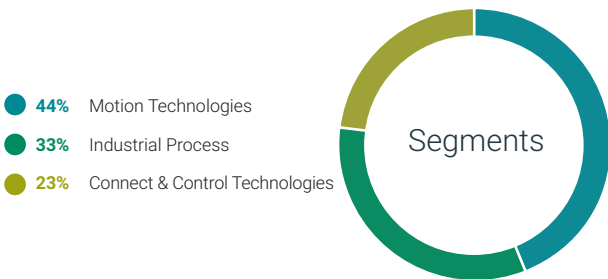 44% Motion Technologies
33% Industrial Process
23% Connect & Control Technologies
Segments